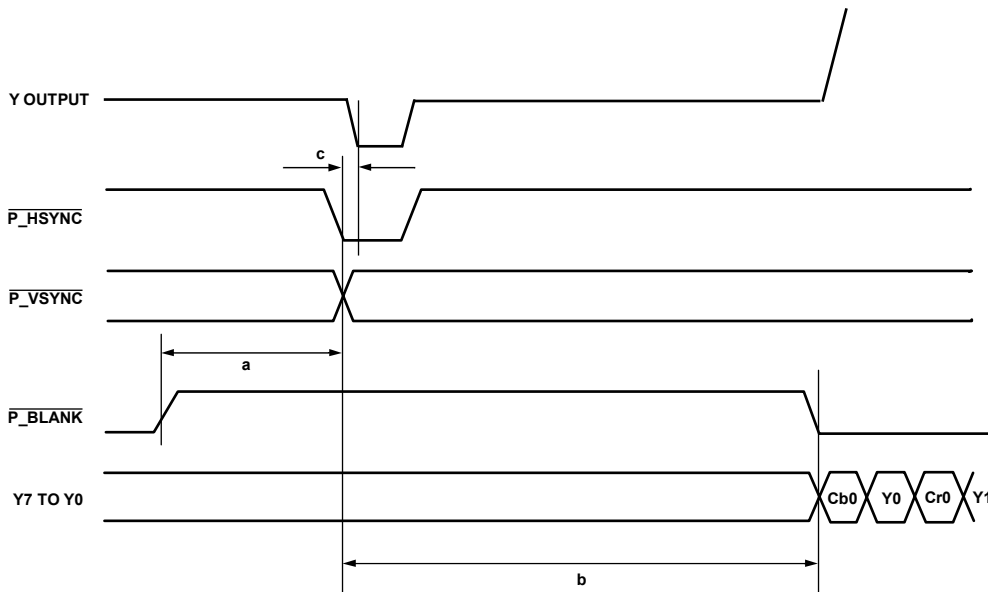 Y OUTPUT
c
P_HSYNC
P_VSYNC
a
P_BLANK
Y7 TO Y0
Cb0 Y0 Cr0 Y1
b